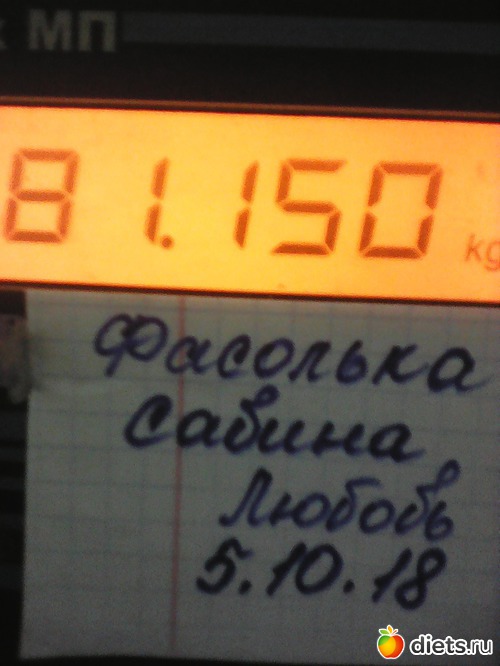 к МП
81.150 kg
Фасолька
Сабина
Любовь
5.10.18
diets.ru